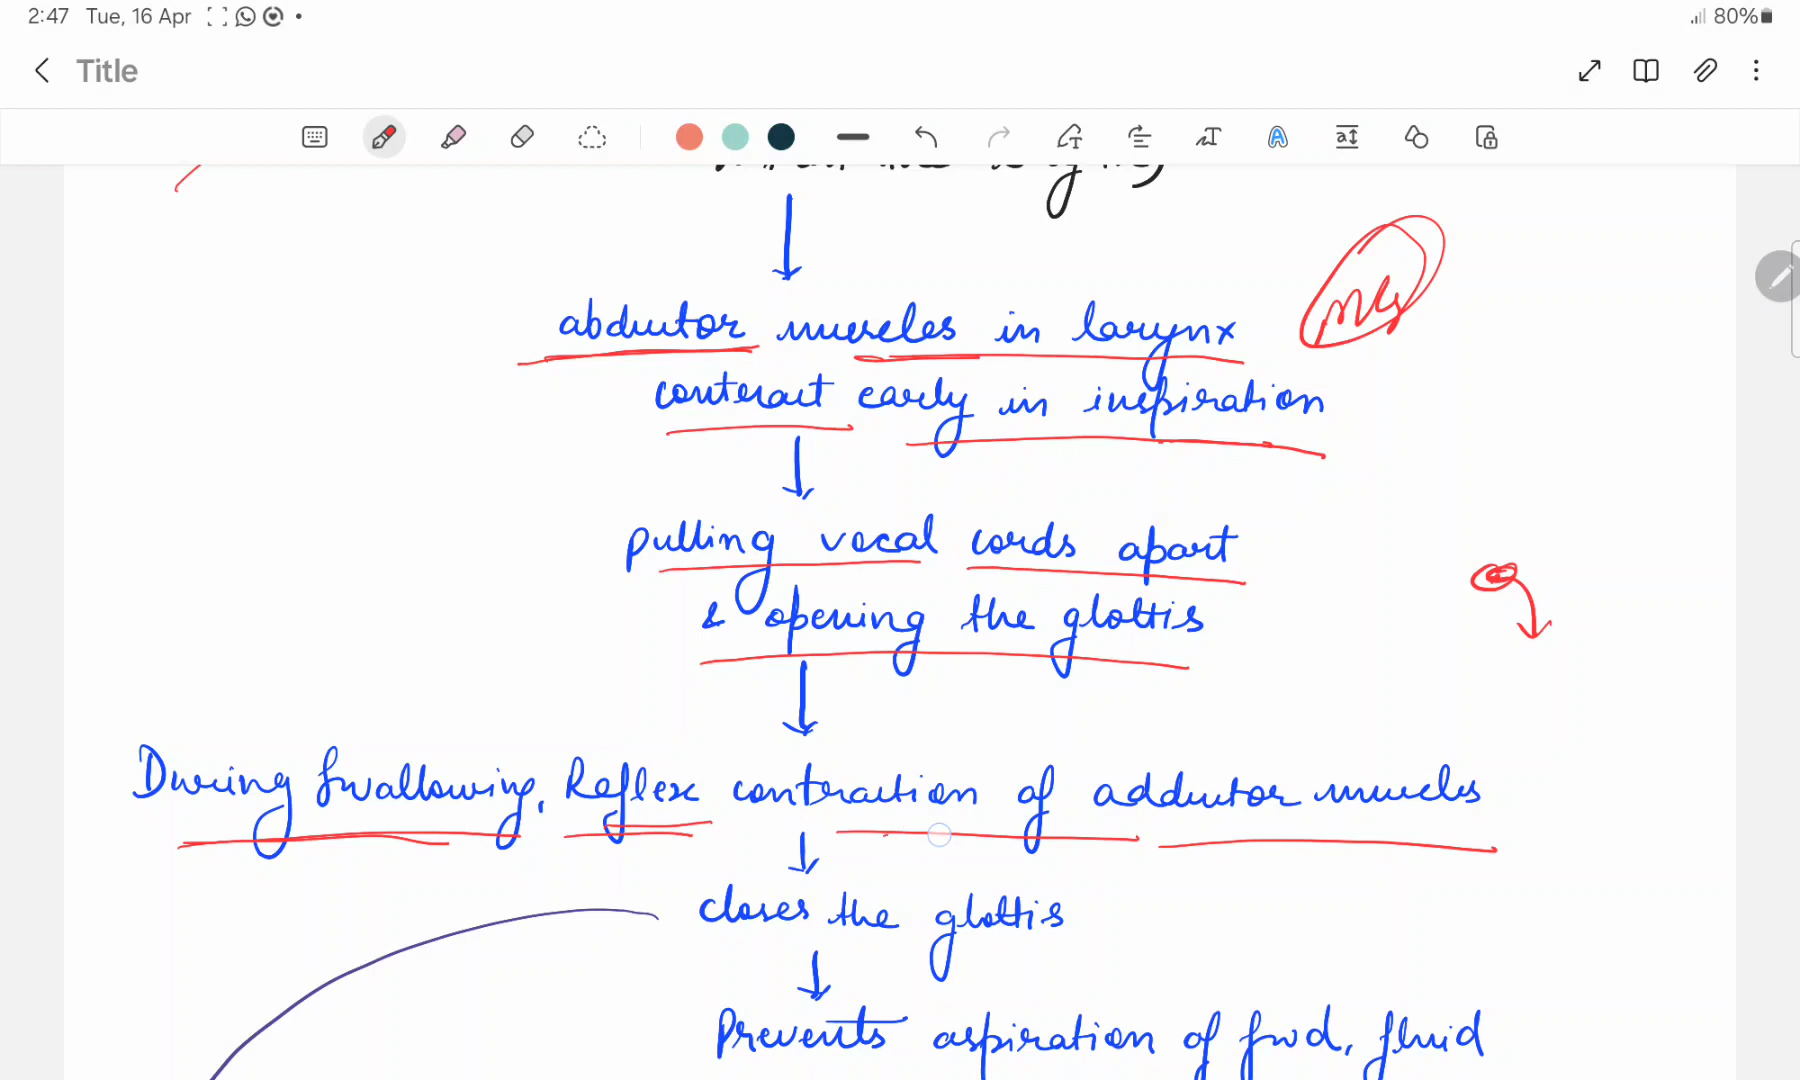 2:47 Tue, 16 Apr
80%
Title
abductor muscles in larynx
contract early in inspiration
pulling vocal cords apart
& opening the glottis
During swallowing, Reflex contraction of adductor muscles
closes the glottis
Prevents aspiration of food, fluid